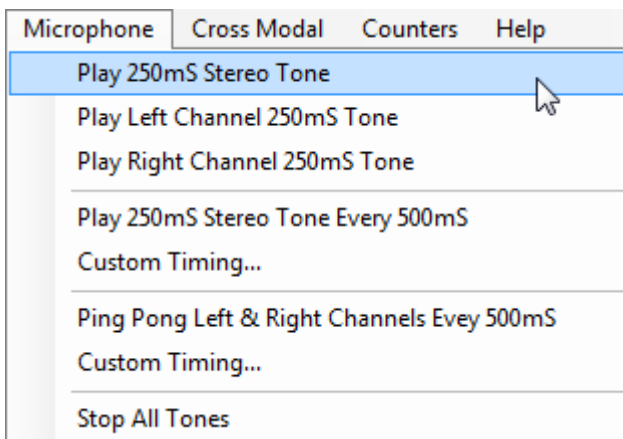 Microphone Cross Modal Counters Help
Play 250mS Stereo Tone
Play Left Channel 250mS Tone
Play Right Channel 250mS Tone
Play 250mS Stereo Tone Every 500mS
Custom Timing...
Ping Pong Left & Right Channels Evey 500mS
Custom Timing...
Stop All Tones